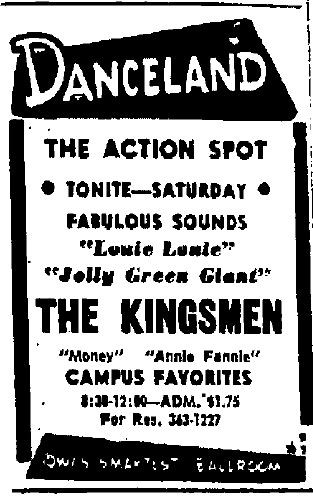 DANCELAND
THE ACTION SPOT
• TONITE—SATURDAY •
FABULOUS SOUNDS
"Louie Louie"
"Jolly Green Giant"
THE KINGSMEN
"Money" "Annie Fannie"
CAMPUS FAVORITES
8:30-12:00—ADM. $1.75
For Res. 363-1227
SMARTEST BALLROOM